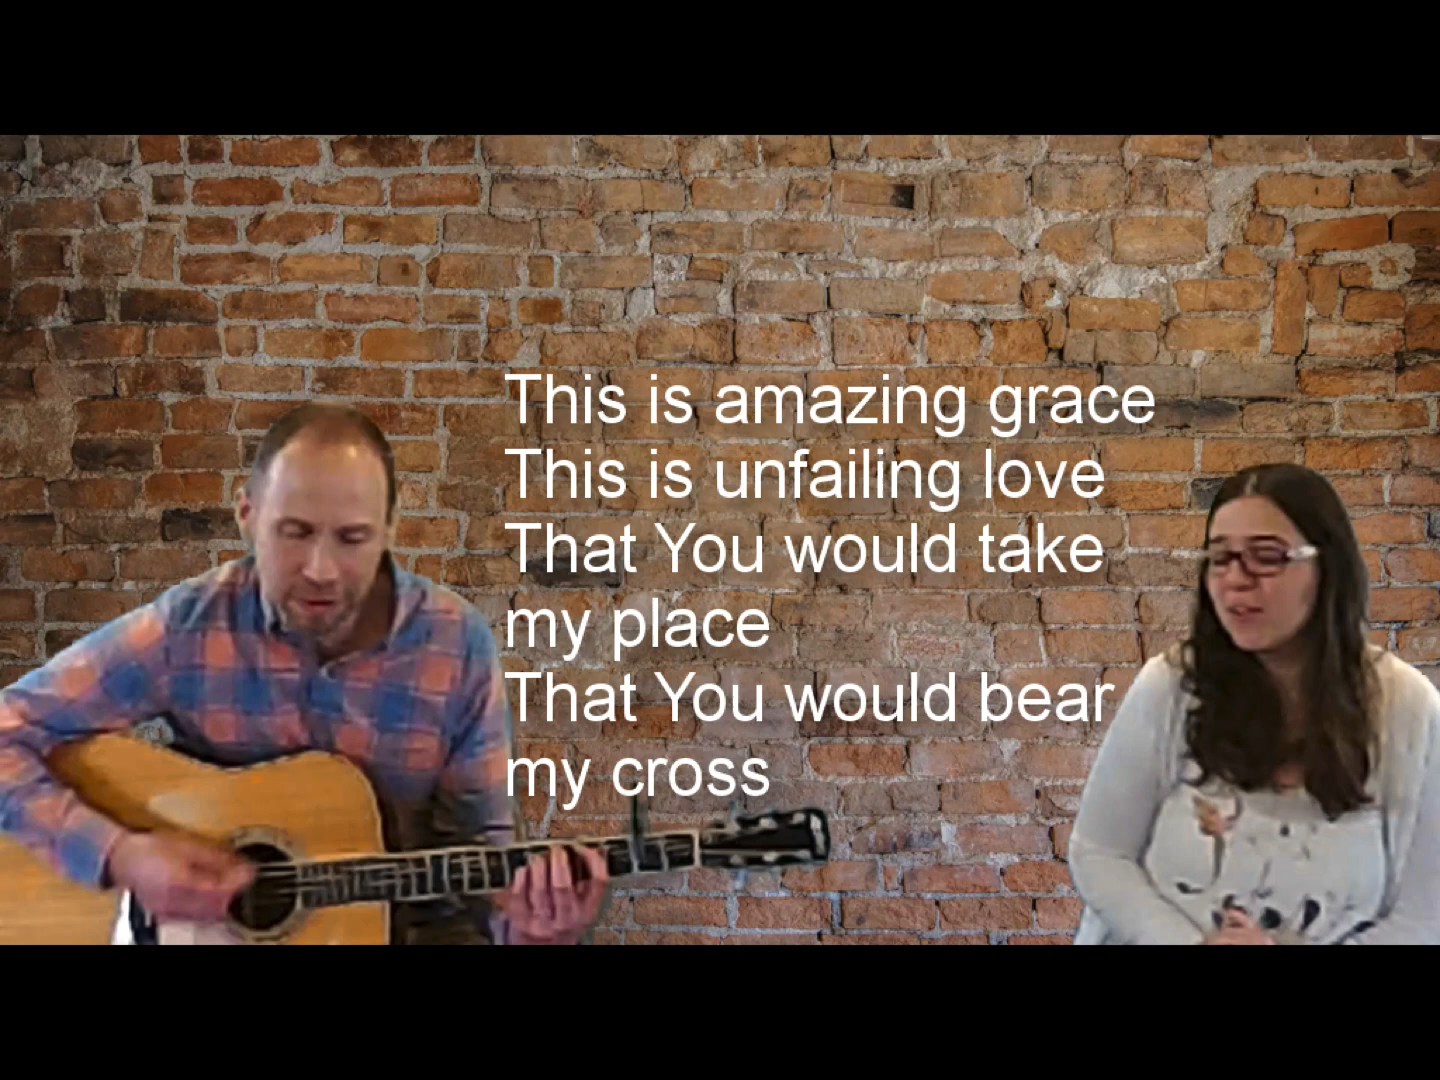 This is amazing grace
This is unfailing love
That You would take
my place
That You would bear
my cross